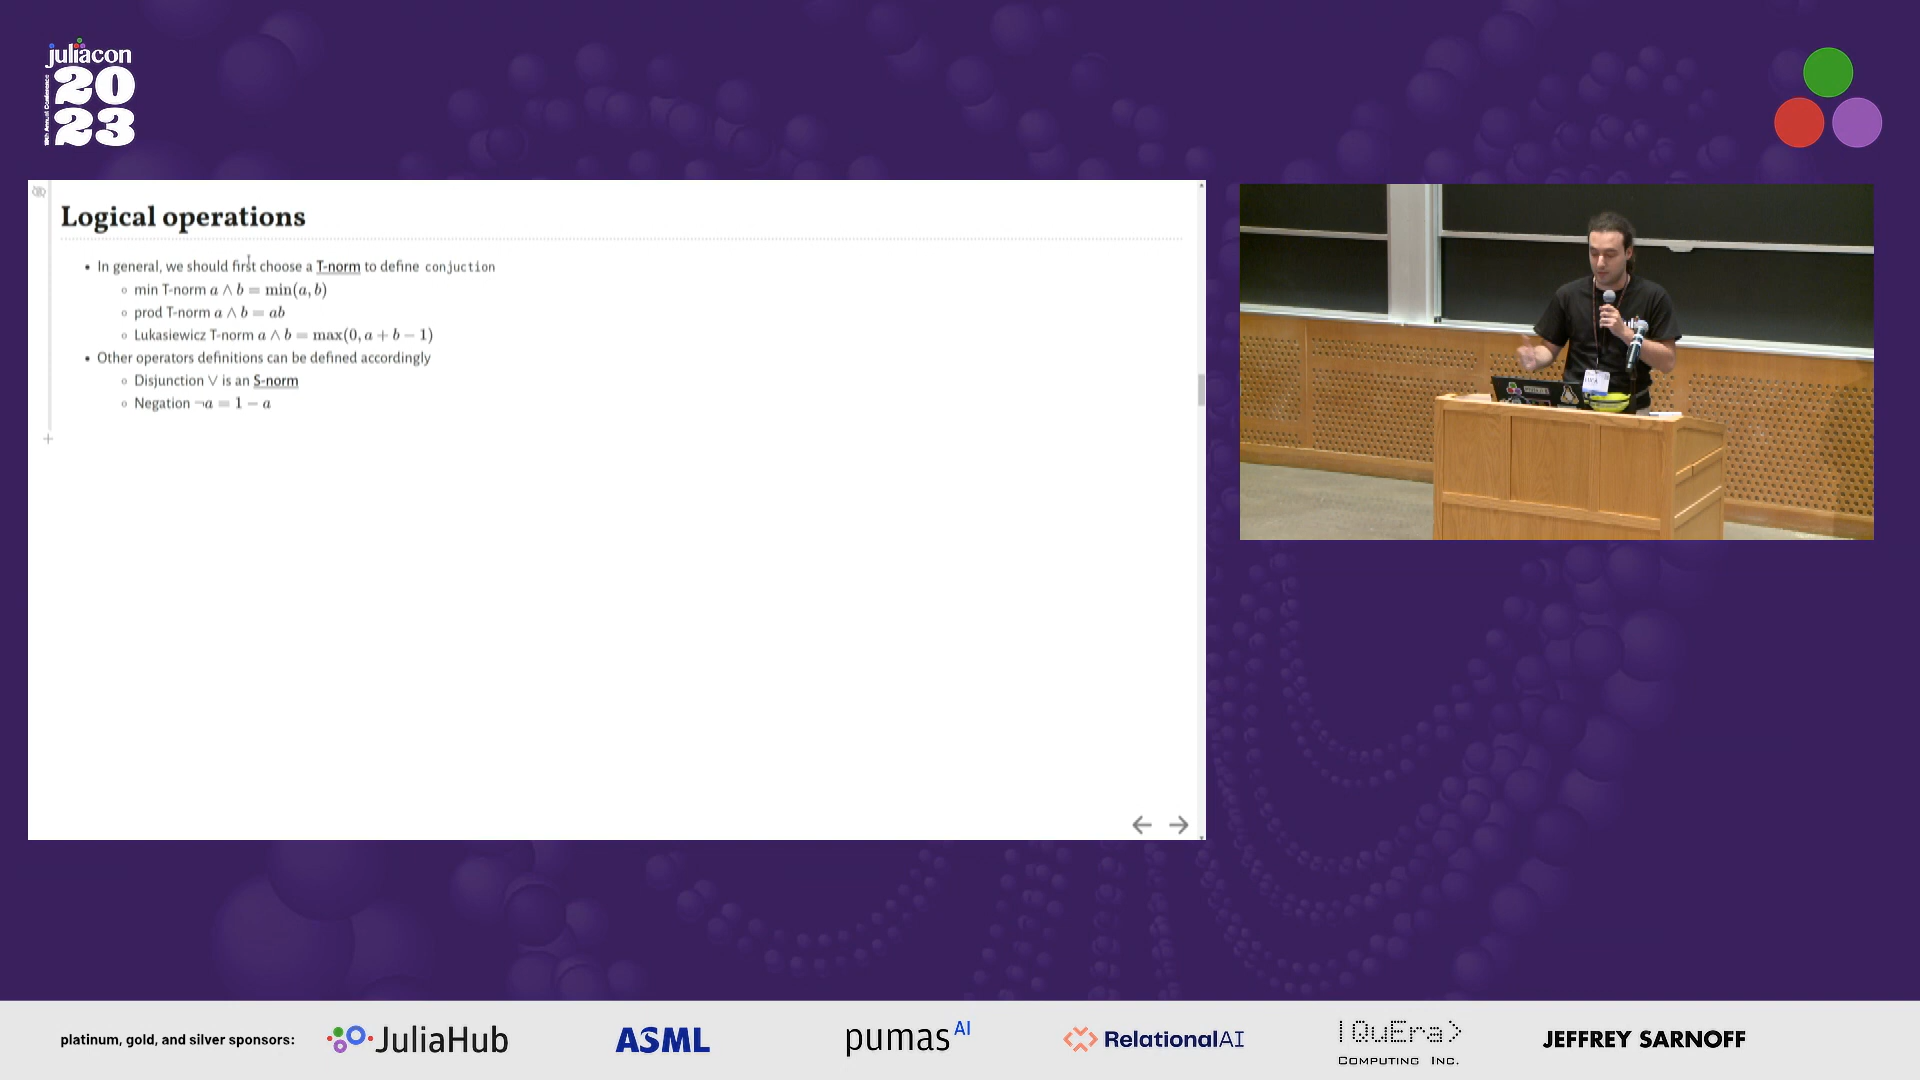 juliacon
20
23
Logical operations
• In general, we should first choose a T-norm to define conjuction
◦ min T-norm a ∧ b = min(a, b)
◦ prod T-norm a ∧ b = ab
◦ Lukasiewicz T-norm a ∧ b = max(0, a + b − 1)
• Other operators definitions can be defined accordingly
◦ Disjunction ∨ is an S-norm
◦ Negation ¬a = 1 − a
platinum, gold, and silver sponsors:
JuliaHub
ASML
pumas AI
RelationalAI
|QuEra>
COMPUTING INC.
JEFFREY SARNOFF